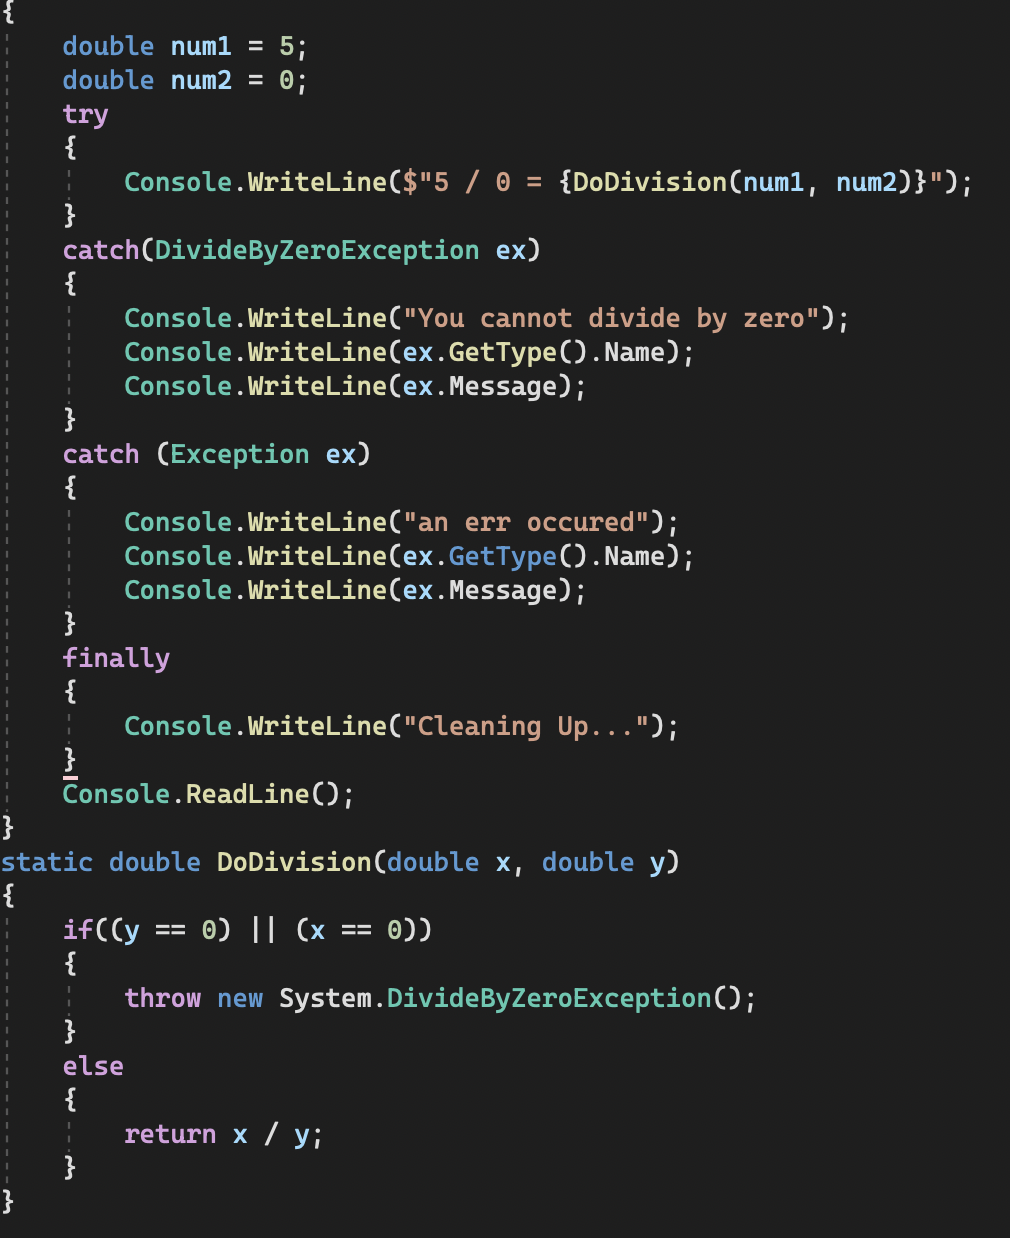 {
    double num1 = 5;
    double num2 = 0;
    try
    {
        Console.WriteLine($"5 / 0 = {DoDivision(num1, num2)}");
    }
    catch(DivideByZeroException ex)
    {
        Console.WriteLine("You cannot divide by zero");
        Console.WriteLine(ex.GetType().Name);
        Console.WriteLine(ex.Message);
    }
    catch (Exception ex)
    {
        Console.WriteLine("an err occured");
        Console.WriteLine(ex.GetType().Name);
        Console.WriteLine(ex.Message);
    }
    finally
    {
        Console.WriteLine("Cleaning Up...");
    }
    Console.ReadLine();
}
static double DoDivision(double x, double y)
{
    if((y == 0) || (x == 0))
    {
        throw new System.DivideByZeroException();
    }
    else
    {
        return x / y;
    }
}